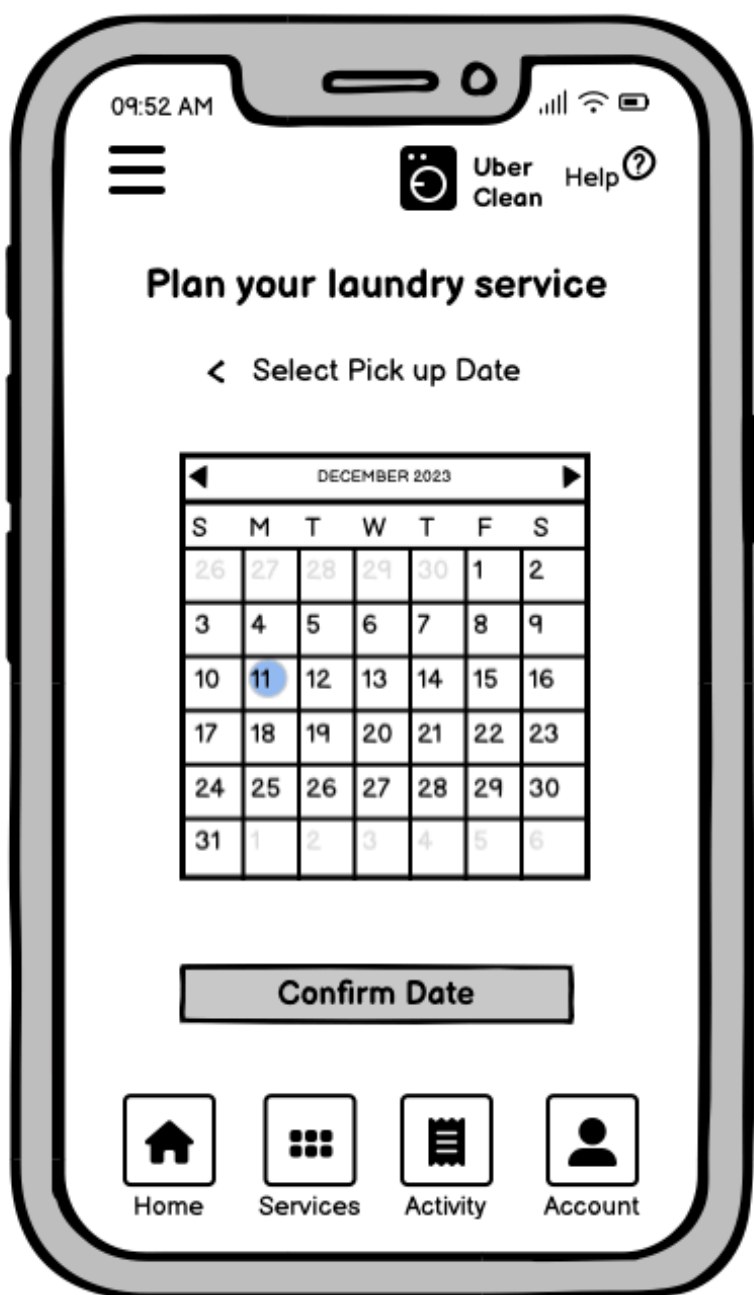 09:52 AM
Uber
Clean
Help?
Plan your laundry service
< Select Pick up Date
DECEMBER 2023
S M T W T F S
26 27 28 29 30 1 2
3 4 5 6 7 8 9
10 11 12 13 14 15 16
17 18 19 20 21 22 23
24 25 26 27 28 29 30
31 1 2 3 4 5 6
Confirm Date
Home Services Activity Account